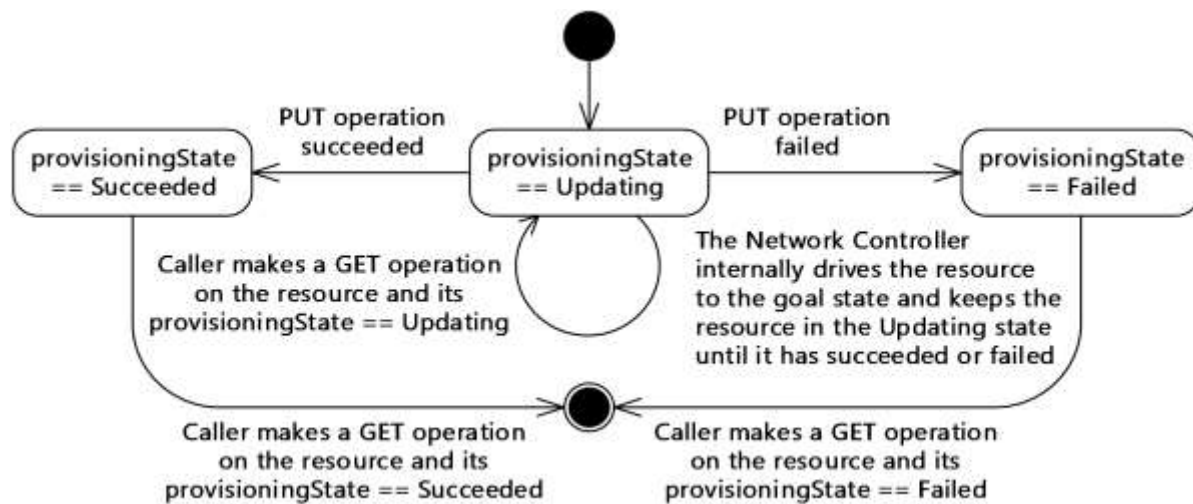 PUT operation
succeeded
PUT operation
failed
provisioningState
== Succeeded
provisioningState
== Updating
provisioningState
== Failed
Caller makes a GET operation
on the resource and its
provisioningState == Updating
The Network Controller
internally drives the resource
to the goal state and keeps the
resource in the Updating state
until it has succeeded or failed
Caller makes a GET operation
on the resource and its
provisioningState == Succeeded
Caller makes a GET operation
on the resource and its
provisioningState == Failed